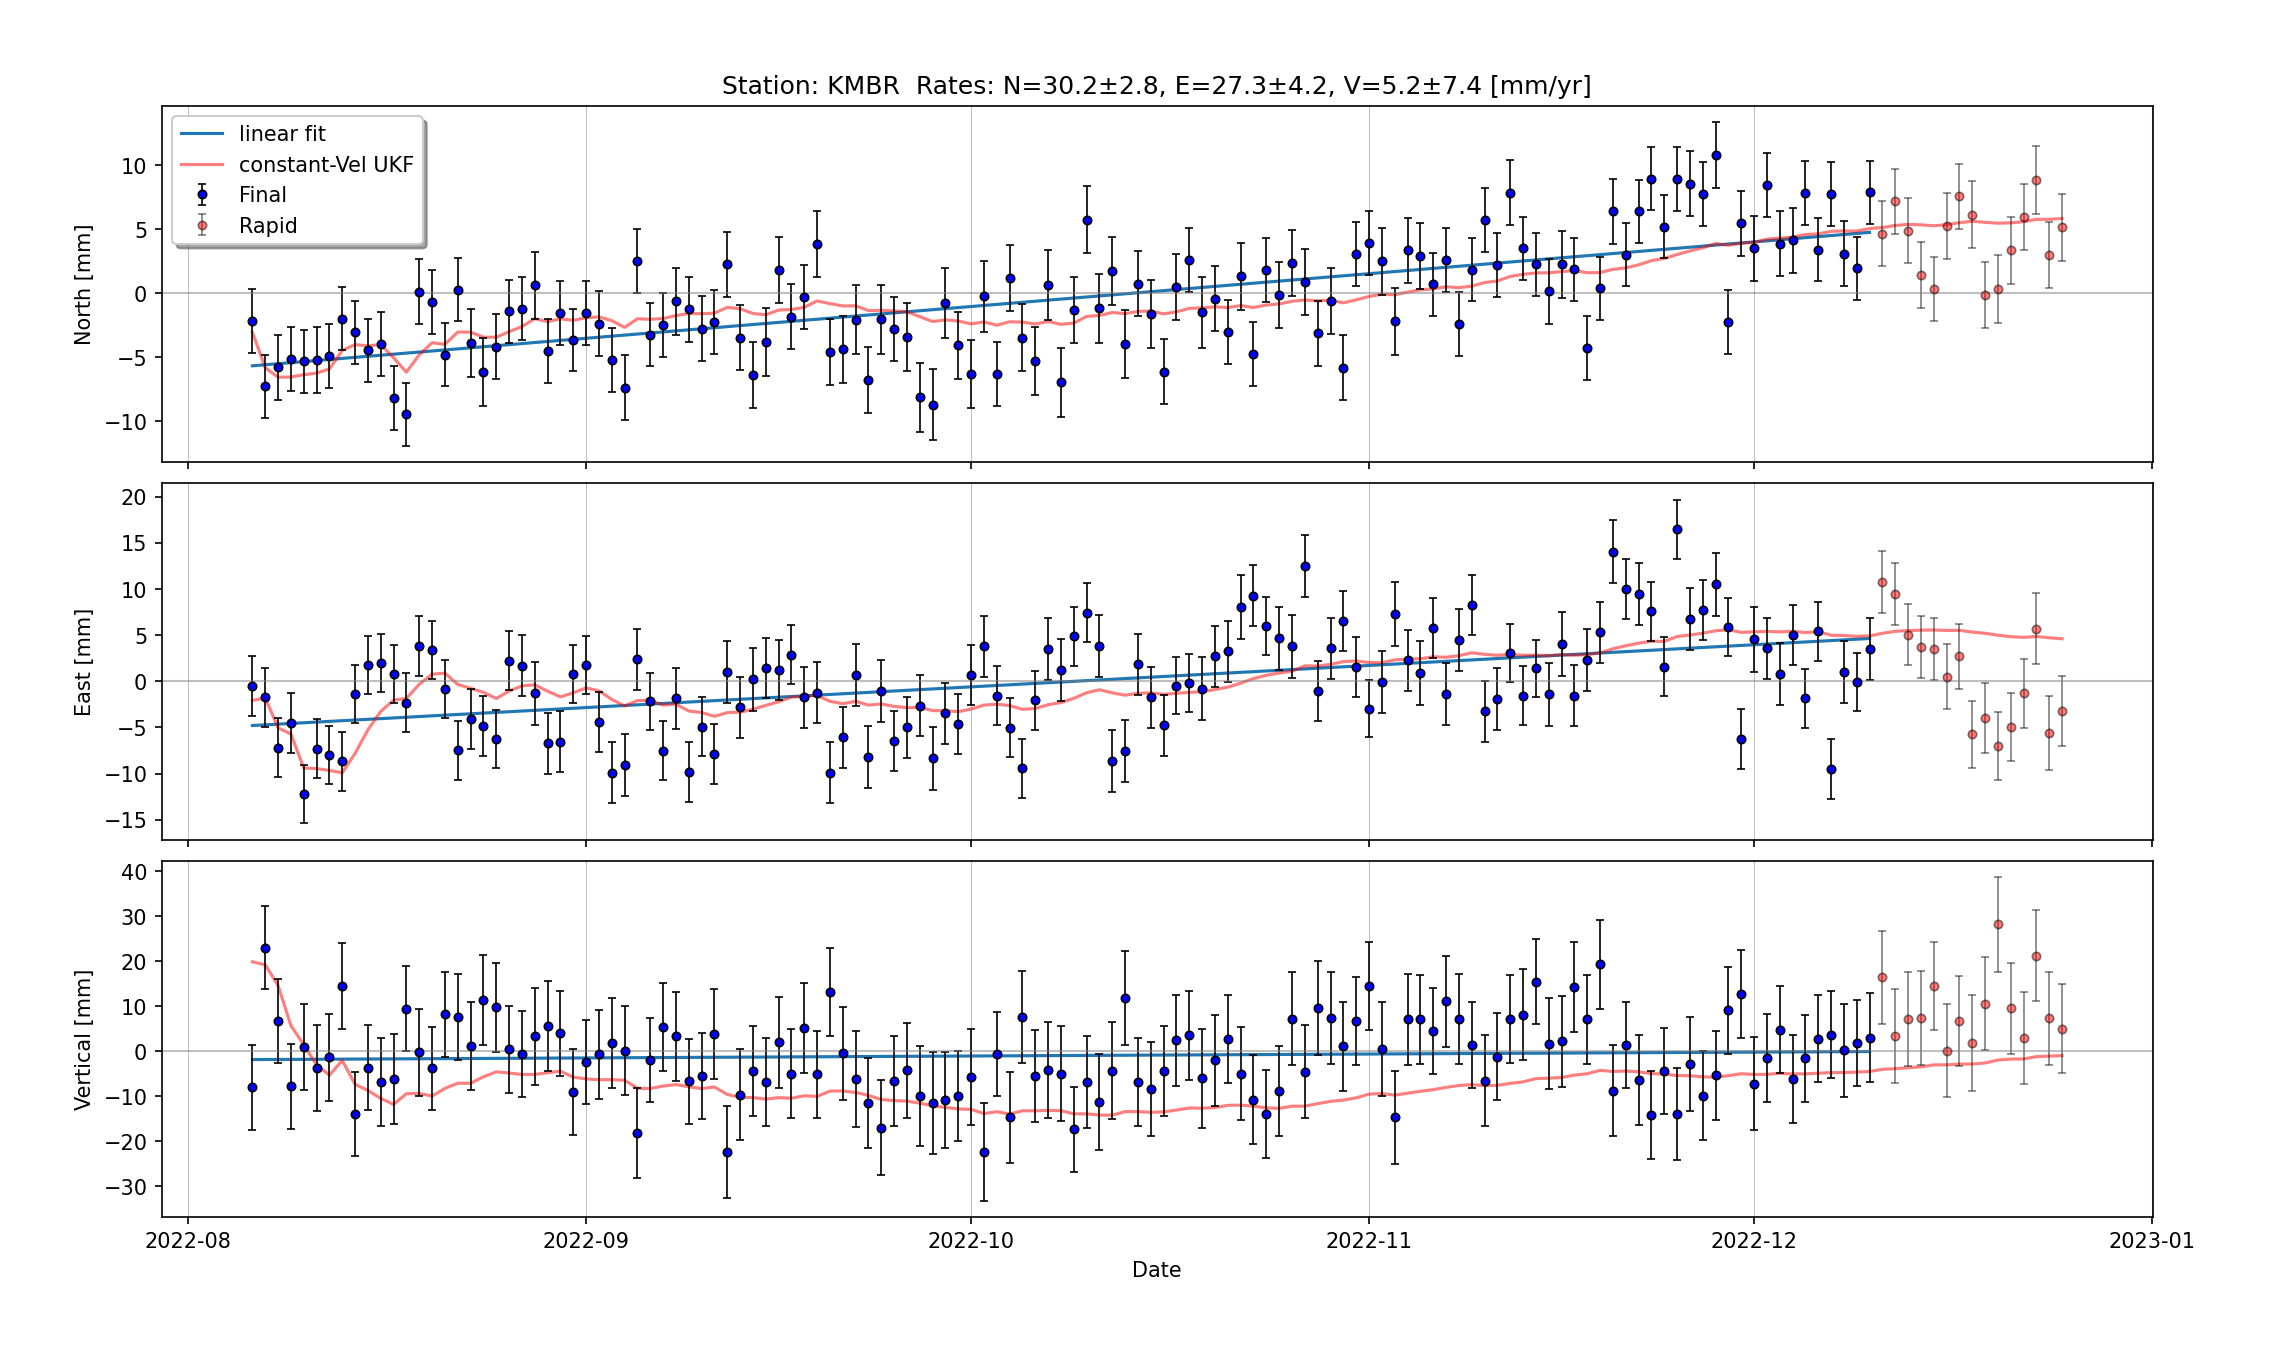 Station: KMBR  Rates: N=30.2±2.8, E=27.3±4.2, V=5.2±7.4 [mm/yr]
linear fit
constant-Vel UKF
Final
Rapid
North [mm]
10
5
0
−5
−10
East [mm]
20
15
10
5
0
−5
−10
−15
Vertical [mm]
40
30
20
10
0
−10
−20
−30
2022-08 2022-09 2022-10 2022-11 2022-12 2023-01
Date